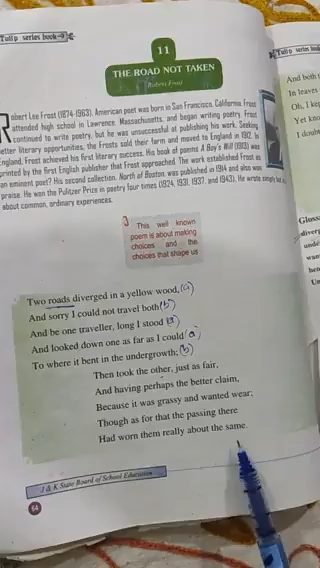 Tulip series book-9
11
THE ROAD NOT TAKEN
Robert Frost
Robert Lee Frost (1874-1963), American poet was born in San Francisco, California. Frost
attended high school in Lawrence, Massachusetts, and began writing poetry. Frost
continued to write poetry, but he was unsuccessful at publishing his work. Seeking
better literary opportunities, the Frosts sold their farm and moved to England in 1912. In
England, Frost achieved his first literary success. His book of poems A Boy's Will (1913) was
printed by the first English publisher that Frost approached. The work established Frost as
an eminent poet? His second collection, North of Boston, was published in 1914 and also won
praise. He won the Pulitzer Prize in poetry four times (1924, 1931, 1937, and 1943). He wrote
about common, ordinary experiences.
This well known
poem is about making
choices and the
choices that shape us
Two roads diverged in a yellow wood, (a)
And sorry I could not travel both (b)
And be one traveller, long I stood (a)
And looked down one as far as I could (a)
To where it bent in the undergrowth; (b)
Then took the other, just as fair,
And having perhaps the better claim,
Because it was grassy and wanted wear;
Though as for that the passing there
Had worn them really about the same.
J & K State Board of School Education
64
Tulip series
And both
In leaves
Oh, I kep
Yet kno
I doub
Gloss
diverg
unde
wan
hen